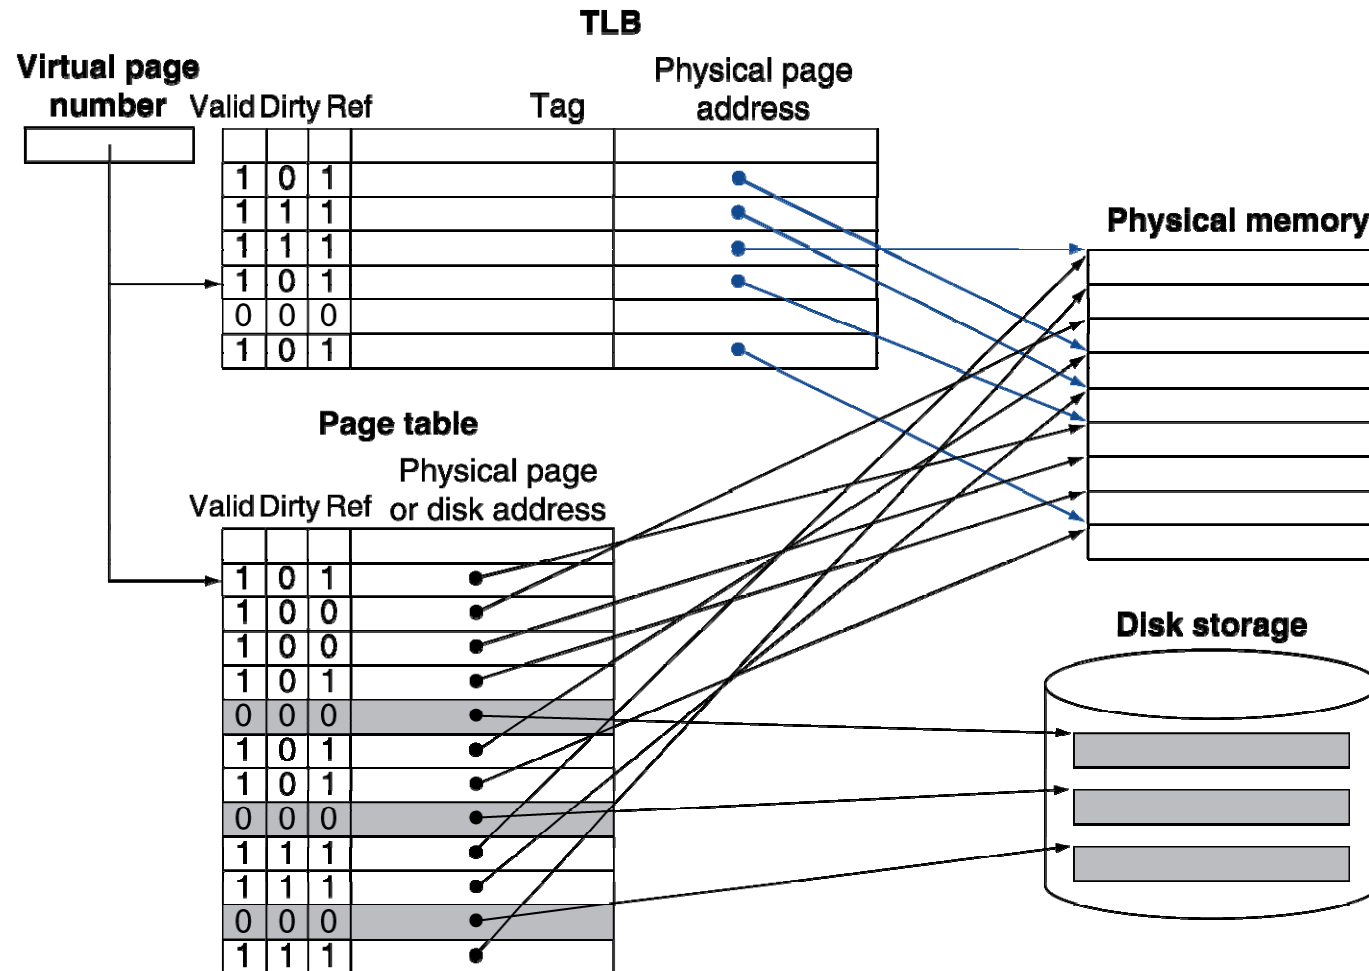 TLB
Virtual page
number
Valid Dirty Ref
Tag
Physical page
address
1 0 1
1 1 1
1 1 1
1 0 1
0 0 0
1 0 1
Physical memory
Page table
Physical page
Valid Dirty Ref or disk address
1 0 1
1 0 0
1 0 0
1 0 1
0 0 0
1 0 1
1 0 1
0 0 0
1 1 1
1 1 1
0 0 0
1 1 1
Disk storage